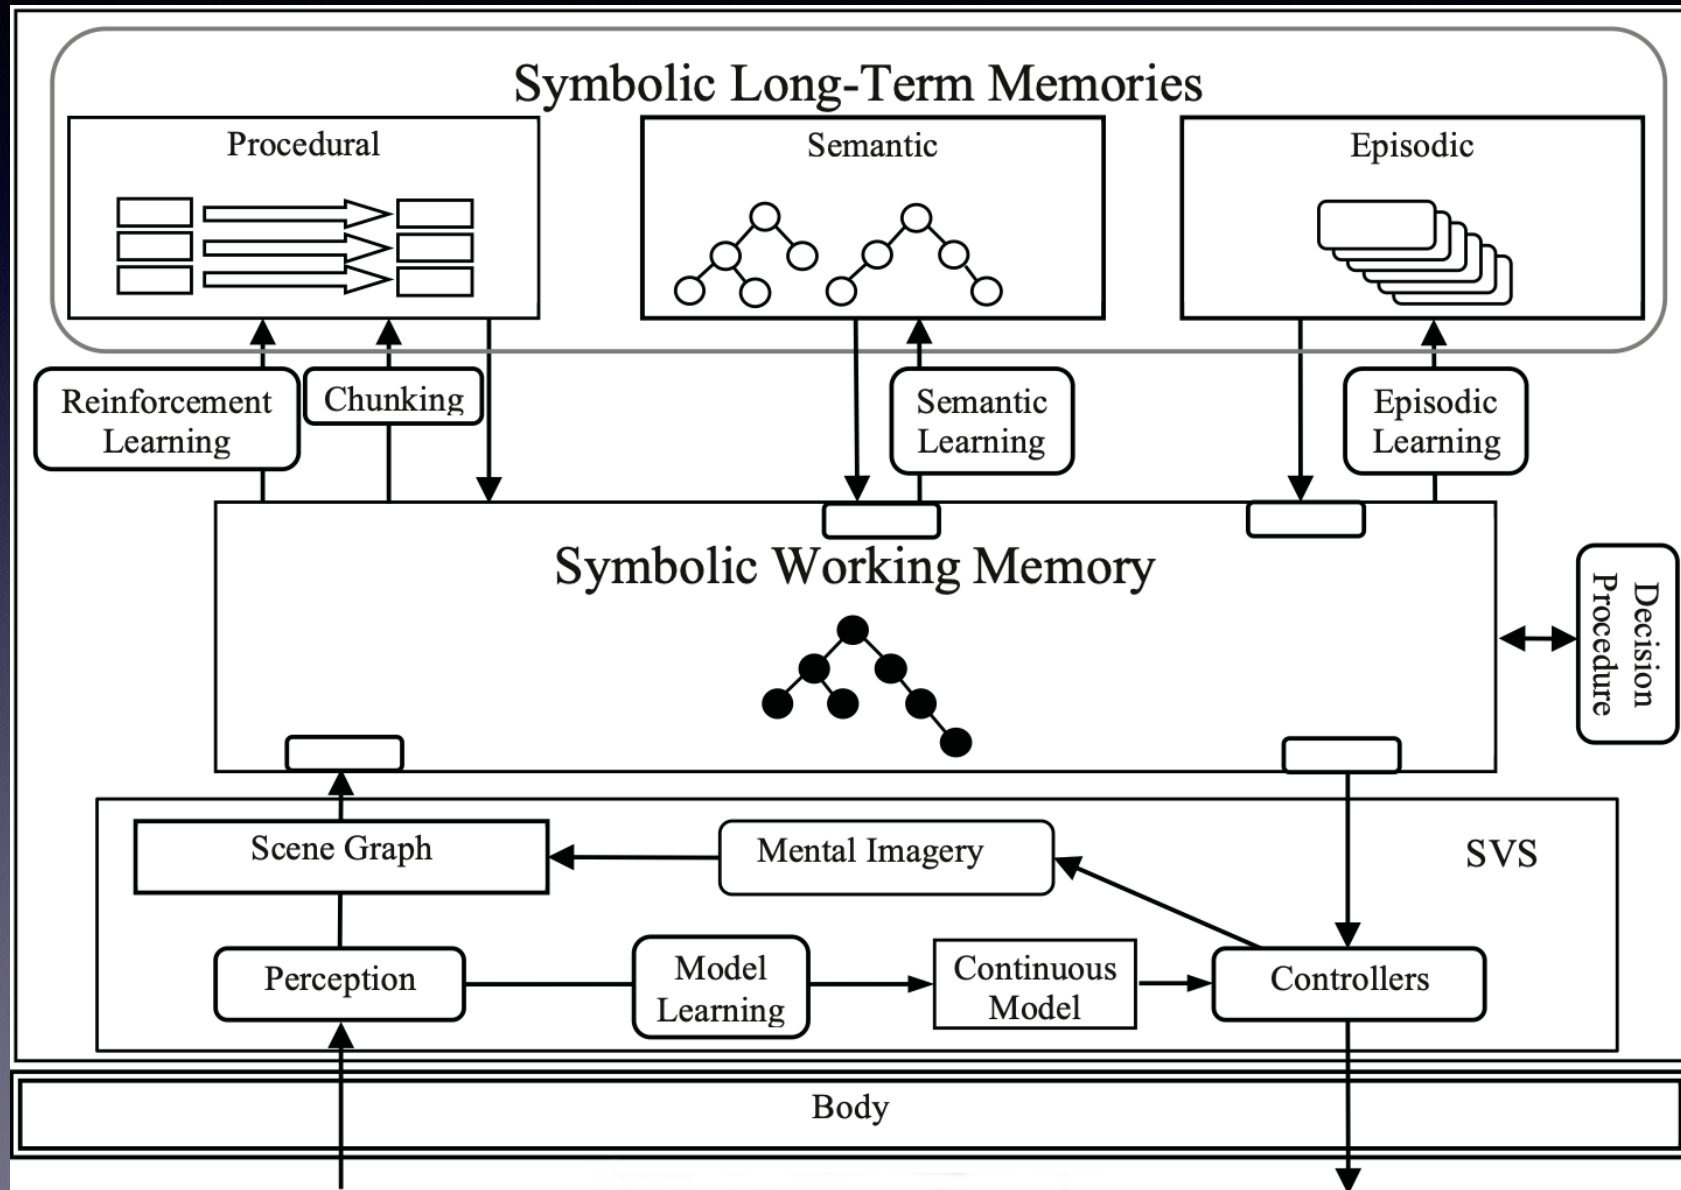 Symbolic Long-Term Memories
Procedural
Semantic
Episodic
Reinforcement
Learning
Chunking
Semantic
Learning
Episodic
Learning
Symbolic Working Memory
Decision
Procedure
Scene Graph
Mental Imagery
SVS
Perception
Model
Learning
Continuous
Model
Controllers
Body